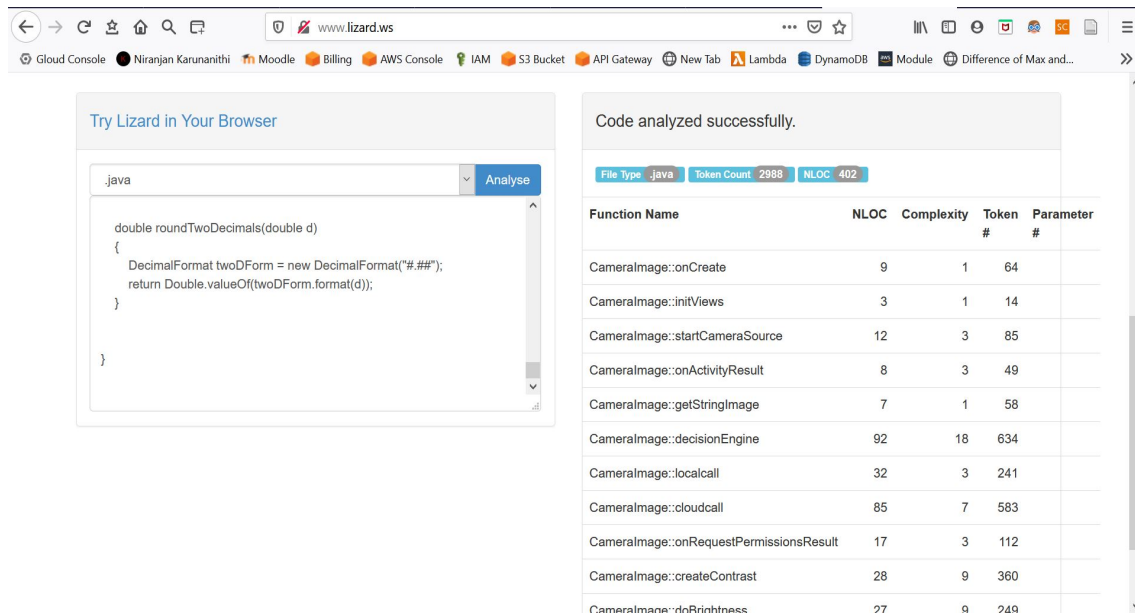 www.lizard.ws
Gloud Console Niranjan Karunanithi Moodle Billing AWS Console IAM S3 Bucket API Gateway New Tab Lambda DynamoDB Module Difference of Max and...
SC
Try Lizard in Your Browser
.java Analyse
double roundTwoDecimals(double d)
{
DecimalFormat twoDForm = new DecimalFormat("#.##");
return Double.valueOf(twoDForm.format(d));
}
}
Code analyzed successfully.
File Type .java Token Count 2988 NLOC 402
Function Name NLOC Complexity Token # Parameter #
CameraImage::onCreate 9 1 64
CameraImage::initViews 3 1 14
CameraImage::startCameraSource 12 3 85
CameraImage::onActivityResult 8 3 49
CameraImage::getStringImage 7 1 58
CameraImage::decisionEngine 92 18 634
CameraImage::localcall 32 3 241
CameraImage::cloudcall 85 7 583
CameraImage::onRequestPermissionsResult 17 3 112
CameraImage::createContrast 28 9 360
CameraImage::doBrightness 27 9 249